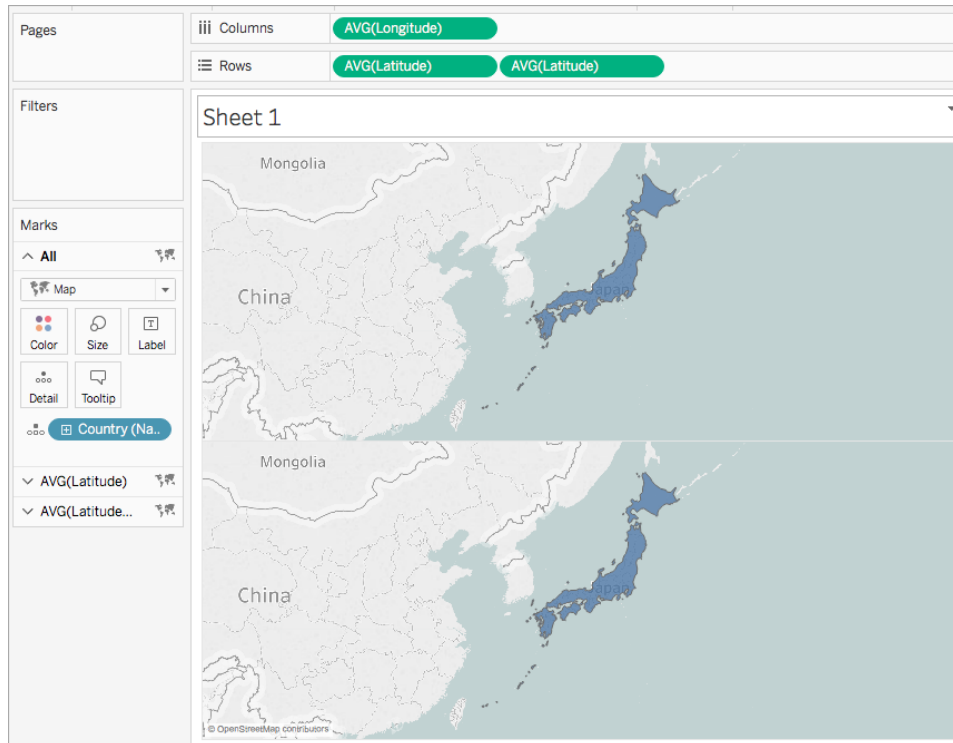 Pages
Columns
AVG(Longitude)
Rows
AVG(Latitude) AVG(Latitude)
Filters
Sheet 1
Marks
All
Map
Color Size Label
Detail Tooltip
Country (Na..
AVG(Latitude)
AVG(Latitude...
Mongolia
China
Japan
Mongolia
China
Japan
© OpenStreetMap contributors